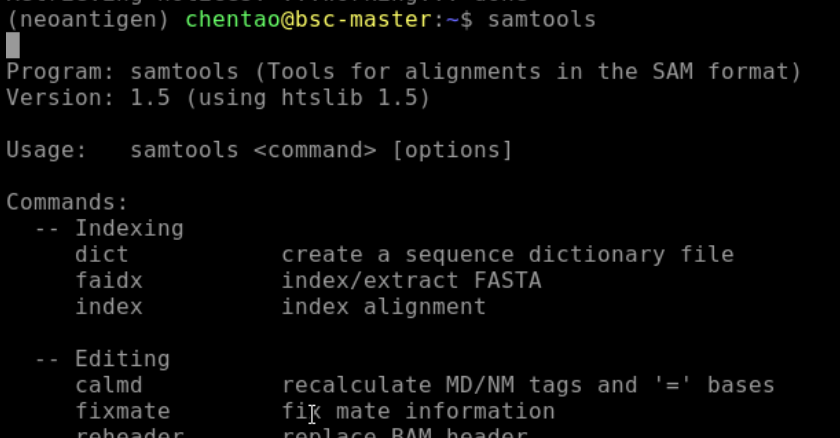 (neoantigen) chentao@bsc-master:~$ samtools
Program: samtools (Tools for alignments in the SAM format)
Version: 1.5 (using htslib 1.5)
Usage:   samtools <command> [options]
Commands:
  -- Indexing
     dict           create a sequence dictionary file
     faidx          index/extract FASTA
     index          index alignment
  -- Editing
     calmd          recalculate MD/NM tags and '=' bases
     fixmate        fix mate information
     reheader       replace BAM header